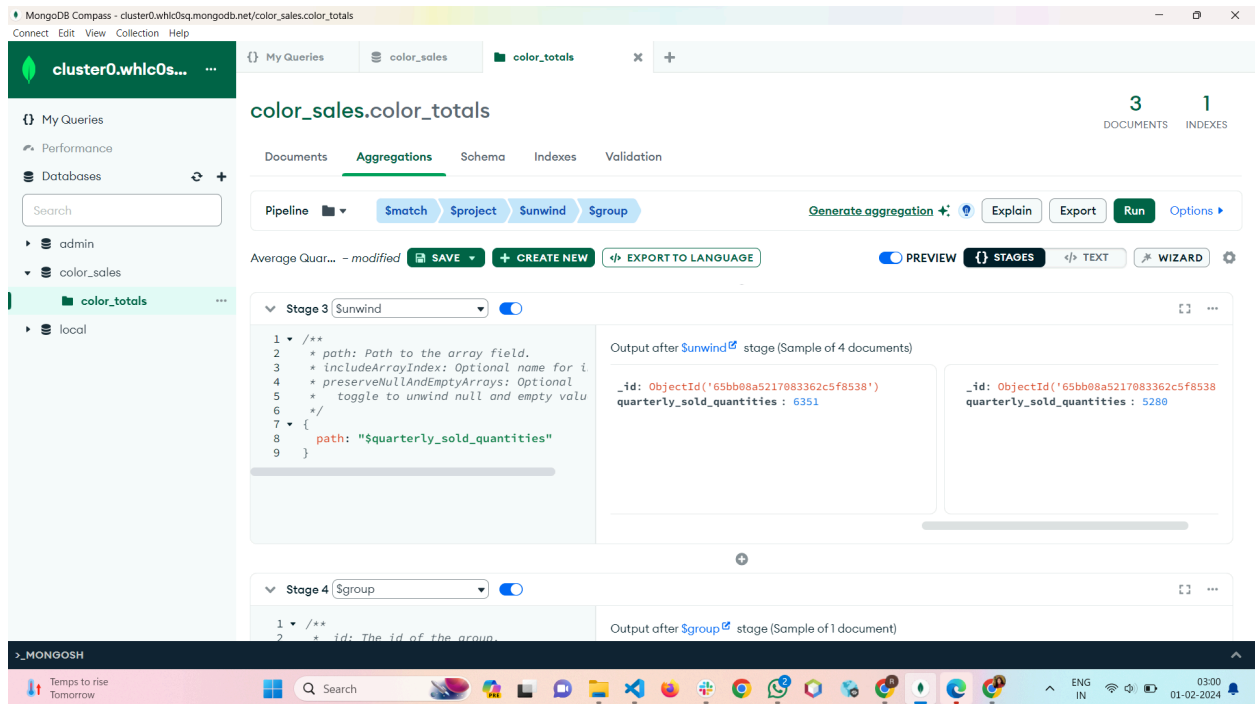 MongoDB Compass - cluster0.whlc0sq.mongodb.net/color_sales.color_totals
Connect Edit View Collection Help
cluster0.whlc0s...
{} My Queries
color_sales
color_totals
{} My Queries
Performance
Databases
Search
admin
color_sales
color_totals
local
color_sales.color_totals
3
DOCUMENTS
1
INDEXES
Documents Aggregations Schema Indexes Validation
Pipeline $match $project $unwind $group
Generate aggregation Explain Export Run Options
Average Quar... – modified SAVE + CREATE NEW </> EXPORT TO LANGUAGE
PREVIEW {} STAGES </> TEXT WIZARD
Stage 3 $unwind
1 /**
2 * path: Path to the array field.
3 * includeArrayIndex: Optional name for i
4 * preserveNullAndEmptyArrays: Optional
5 * toggle to unwind null and empty valu
6 */
7 {
8 path: "$quarterly_sold_quantities"
9 }
Output after $unwind stage (Sample of 4 documents)
_id: ObjectId('65bb08a5217083362c5f8538')
quarterly_sold_quantities : 6351
_id: ObjectId('65bb08a5217083362c5f8538
quarterly_sold_quantities : 5280
Stage 4 $group
1 /**
2 * _id: The id of the group.
Output after $group stage (Sample of 1 document)
>_MONGOSH
Temps to rise
Tomorrow
Search
PRE
2
R
ENG
IN
03:00
01-02-2024